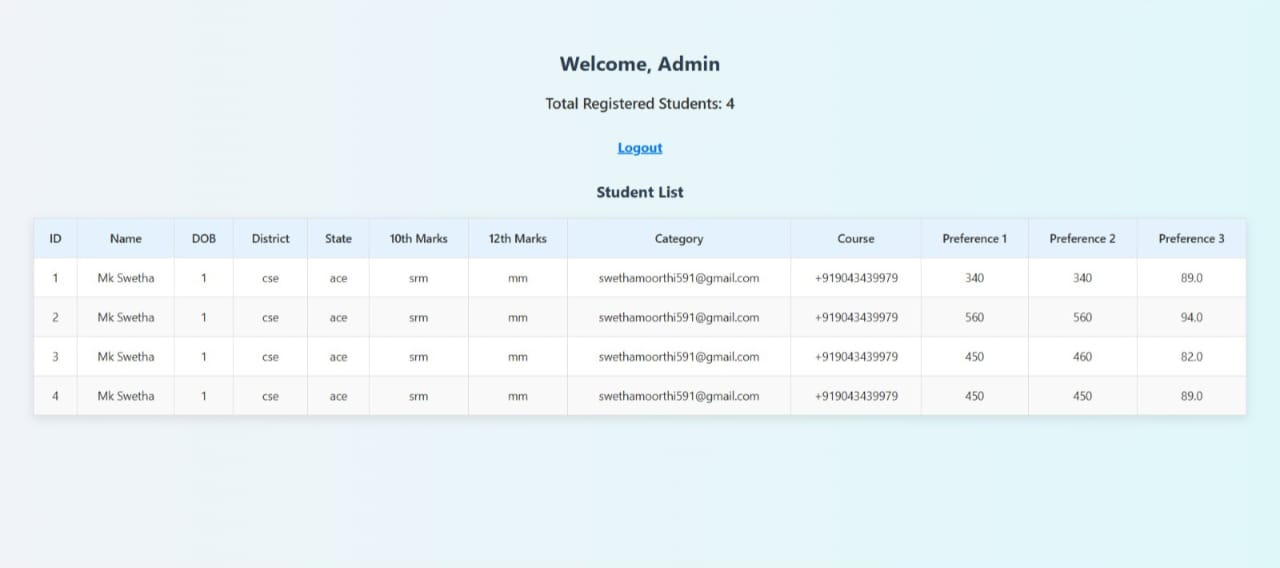 Welcome, Admin
Total Registered Students: 4
Logout
Student List
ID Name DOB District State 10th Marks 12th Marks Category Course Preference 1 Preference 2 Preference 3
1 Mk Swetha 1 cse ace srm mm swethamoorthi591@gmail.com +919043439979 340 340 89.0
2 Mk Swetha 1 cse ace srm mm swethamoorthi591@gmail.com +919043439979 560 560 94.0
3 Mk Swetha 1 cse ace srm mm swethamoorthi591@gmail.com +919043439979 450 460 82.0
4 Mk Swetha 1 cse ace srm mm swethamoorthi591@gmail.com +919043439979 450 450 89.0